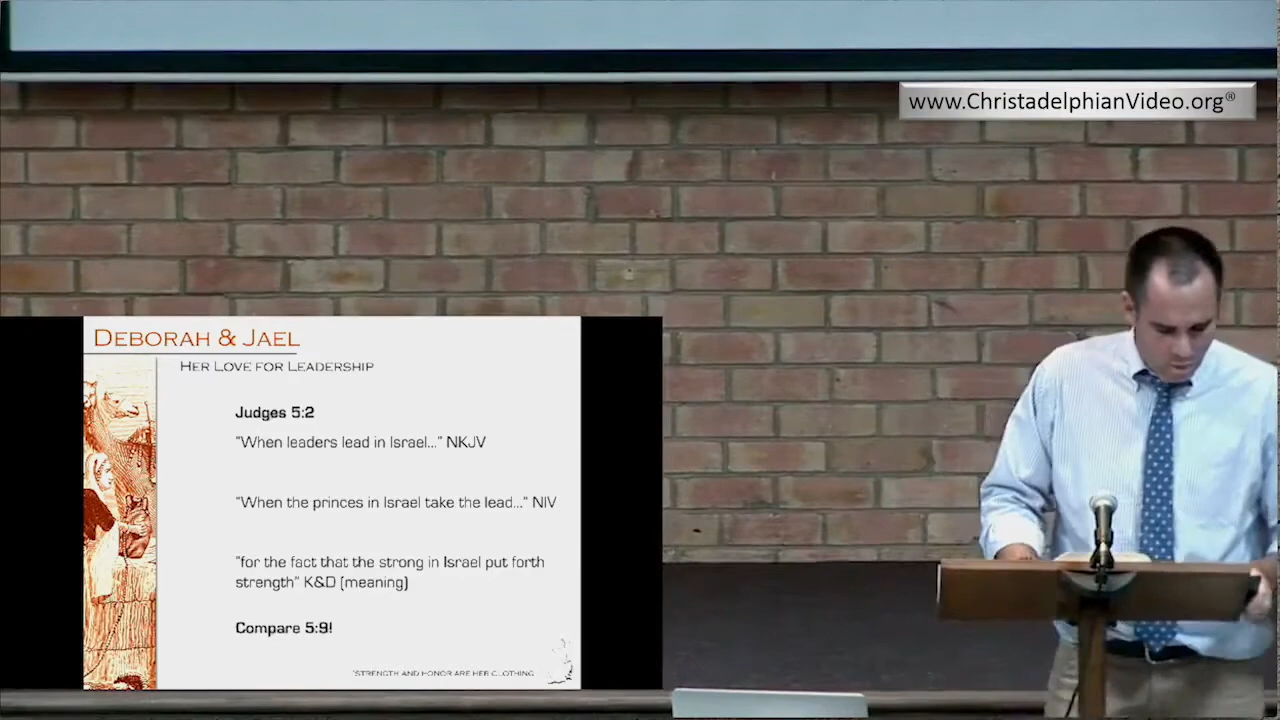 www.ChristadelphianVideo.org®
DEBORAH & JAEL
HER LOVE FOR LEADERSHIP
Judges 5:2
"When leaders lead in Israel..." NKJV
"When the princes in Israel take the lead..." NIV
"for the fact that the strong in Israel put forth
strength" K&D (meaning)
Compare 5:9!
"STRENGTH AND HONOR ARE HER CLOTHING